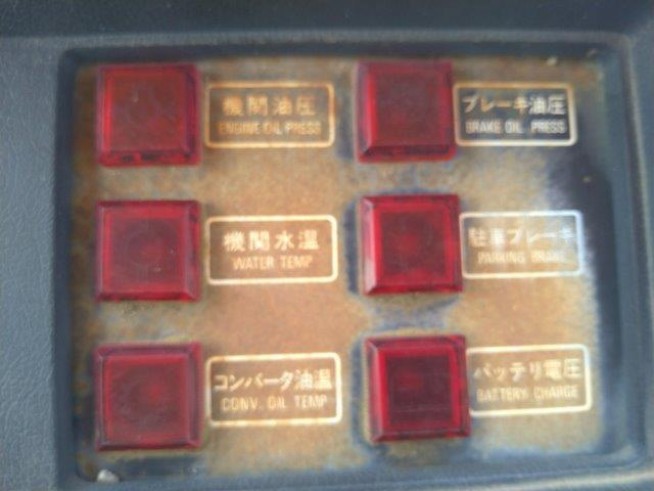 機関油圧
ENGINE OIL PRESS
ブレーキ油圧
BRAKE OIL PRESS
機関水温
WATER TEMP
駐車ブレーキ
PARKING BRAKE
コンバータ油温
CONV. OIL TEMP
バッテリ電圧
BATTERY CHARGE